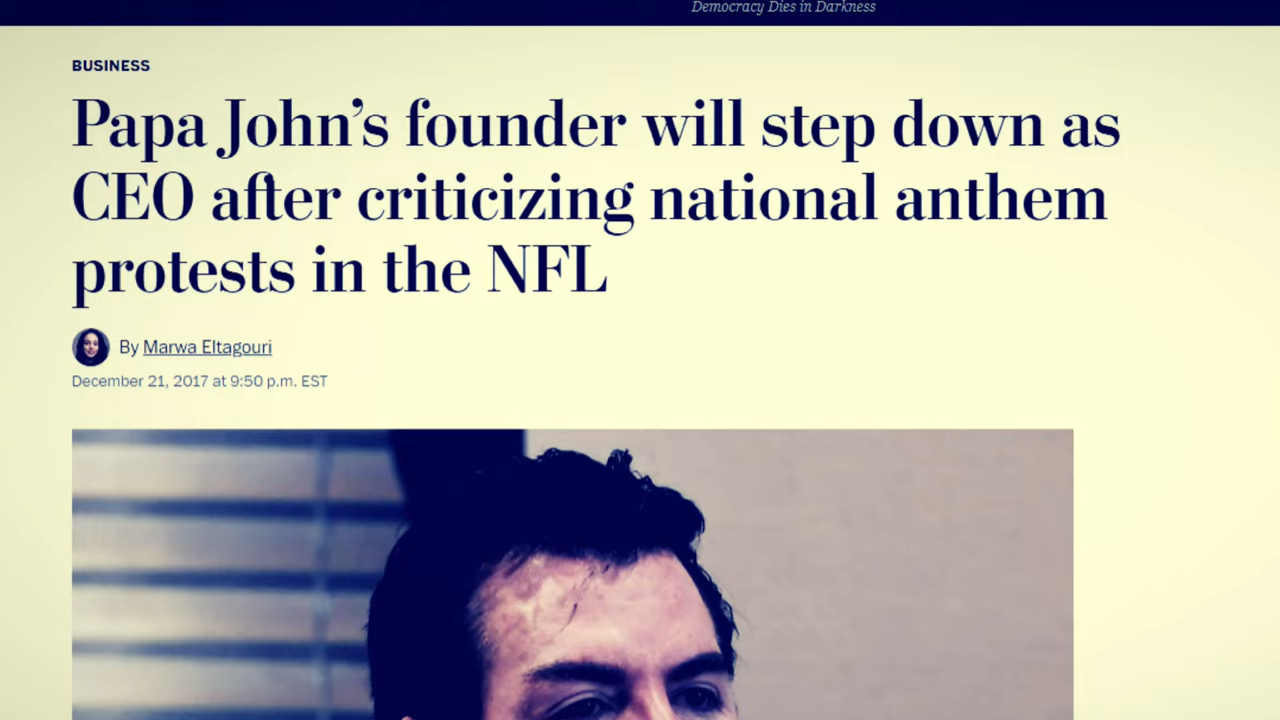 Democracy Dies in Darkness
BUSINESS
Papa John’s founder will step down as
CEO after criticizing national anthem
protests in the NFL
By Marwa Eltagouri
December 21, 2017 at 9:50 p.m. EST